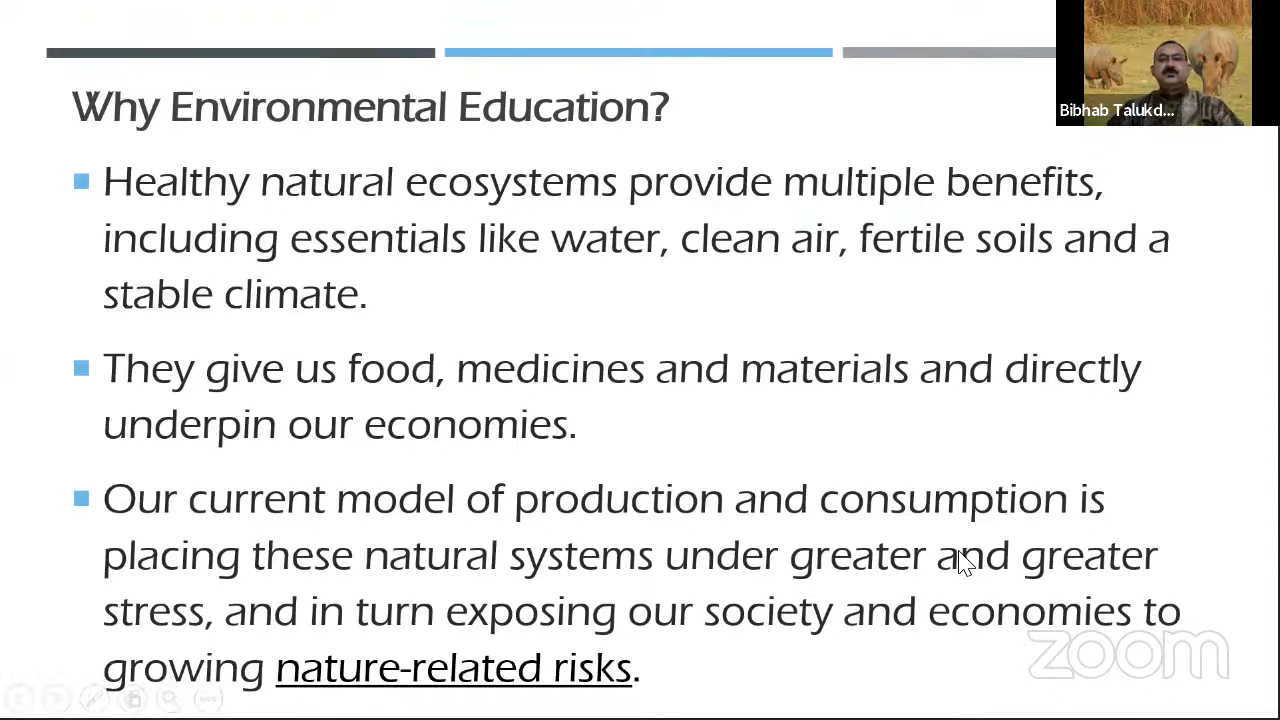 Why Environmental Education?
Bibhab Talukd...
Healthy natural ecosystems provide multiple benefits,
including essentials like water, clean air, fertile soils and a
stable climate.
They give us food, medicines and materials and directly
underpin our economies.
Our current model of production and consumption is
placing these natural systems under greater and greater
stress, and in turn exposing our society and economies to
growing nature-related risks.
zoom